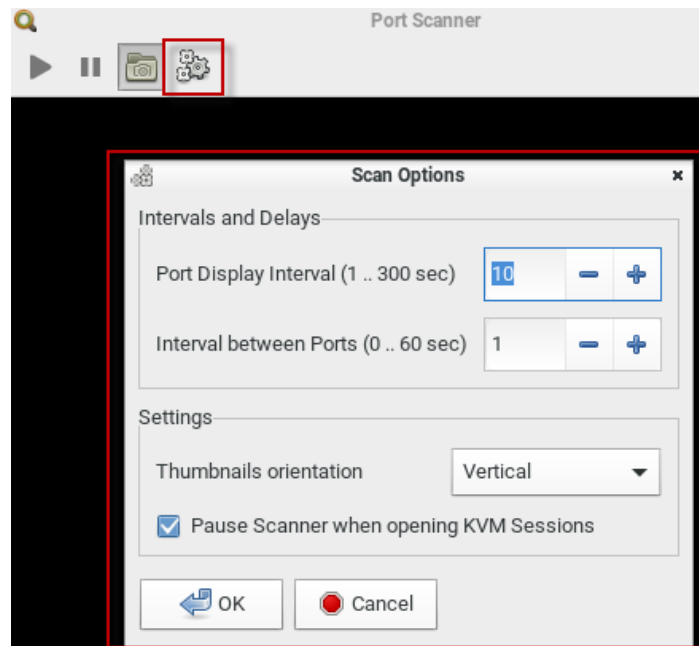 Port Scanner
Scan Options
Intervals and Delays
Port Display Interval (1 .. 300 sec) 10
Interval between Ports (0 .. 60 sec) 1
Settings
Thumbnails orientation Vertical
Pause Scanner when opening KVM Sessions
OK Cancel